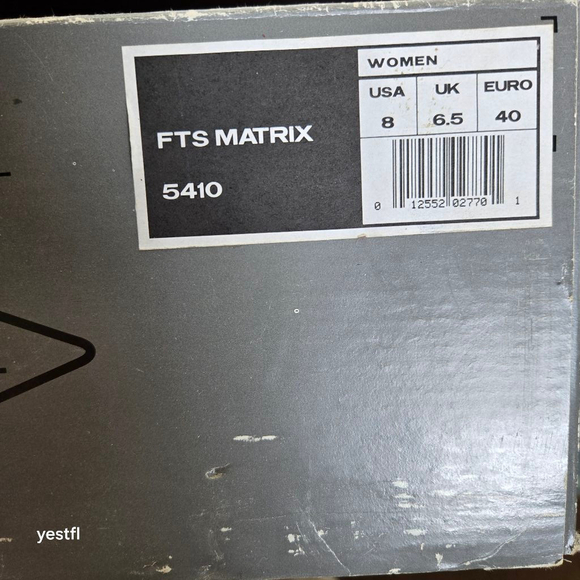 WOMEN
USA UK EURO
8 6.5 40
FTS MATRIX
5410
0 12552 02770 1
yestfl